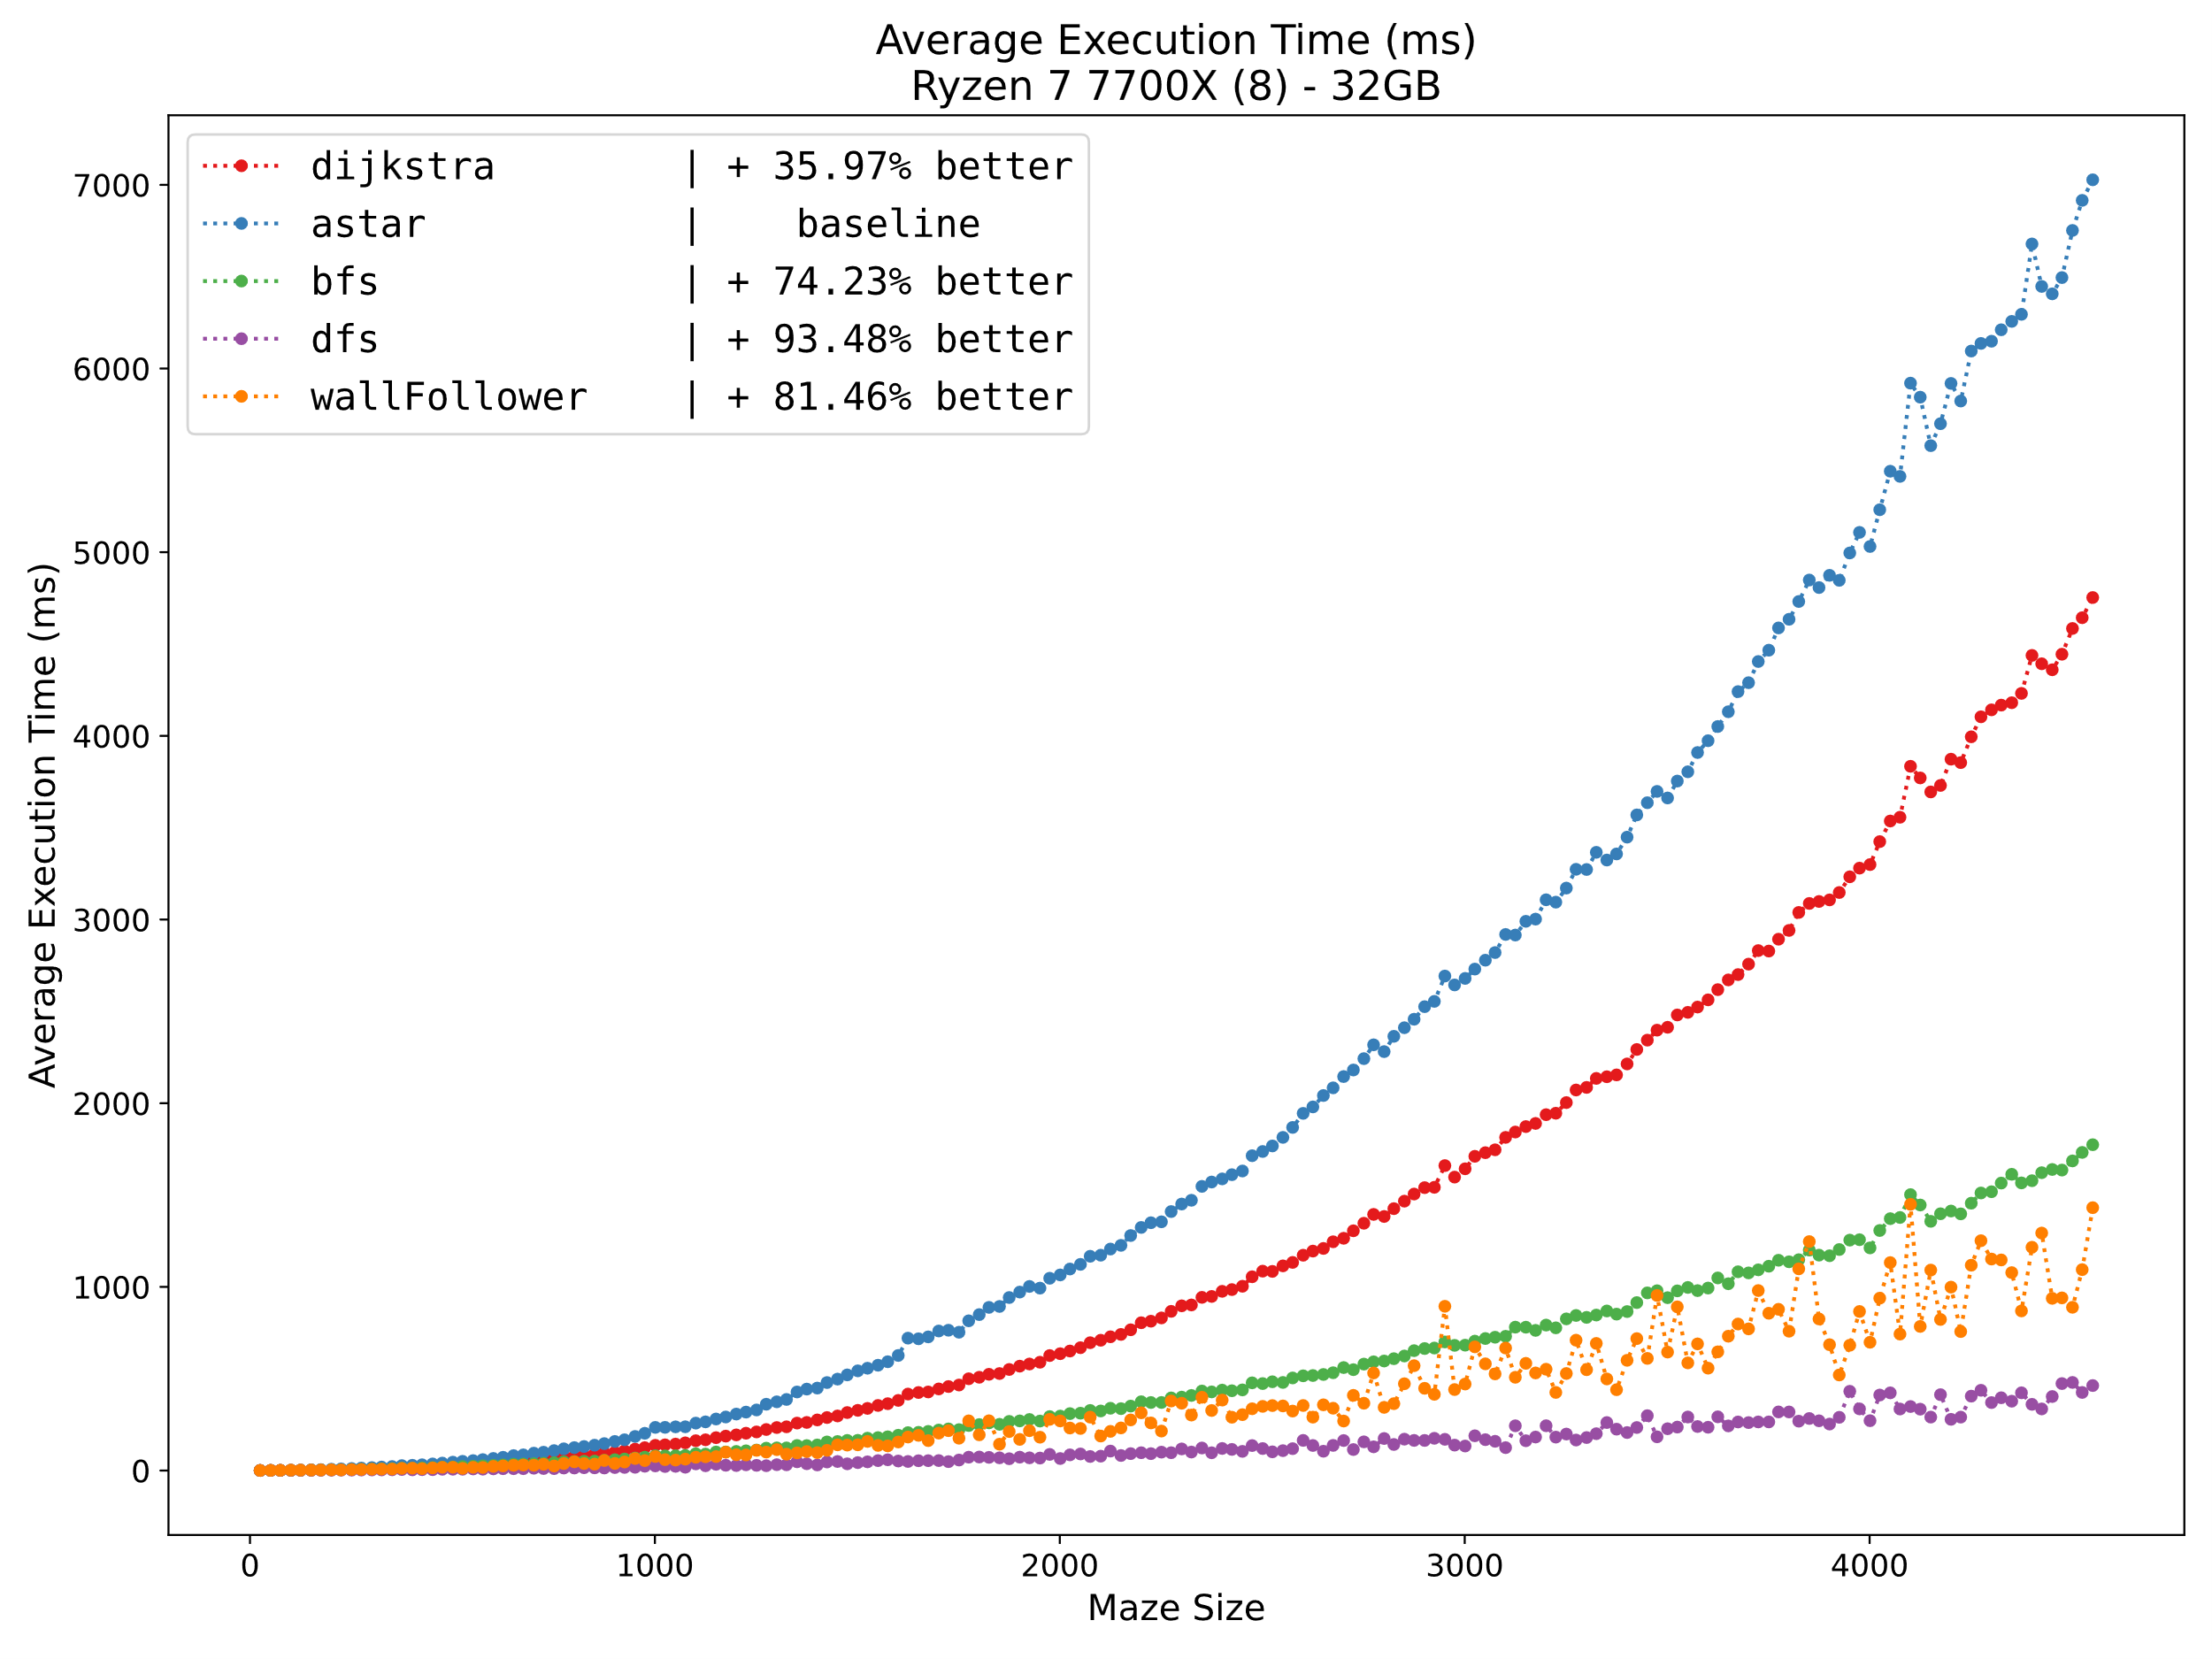 Average Execution Time (ms)
Ryzen 7 7700X (8) - 32GB
dijkstra | + 35.97% better
astar | baseline
bfs | + 74.23% better
dfs | + 93.48% better
wallFollower | + 81.46% better
Average Execution Time (ms)
7000
6000
5000
4000
3000
2000
1000
0
0 1000 2000 3000 4000
Maze Size